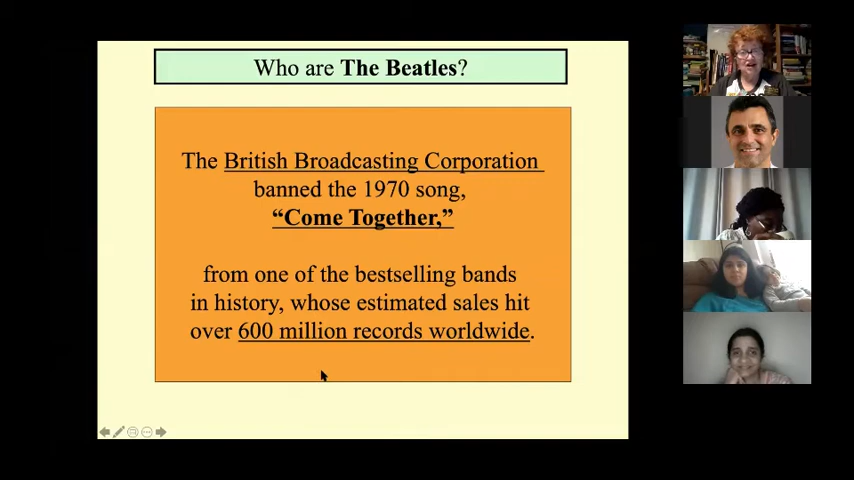 Who are The Beatles?
The British Broadcasting Corporation
banned the 1970 song,
“Come Together,”
from one of the bestselling bands
in history, whose estimated sales hit
over 600 million records worldwide.